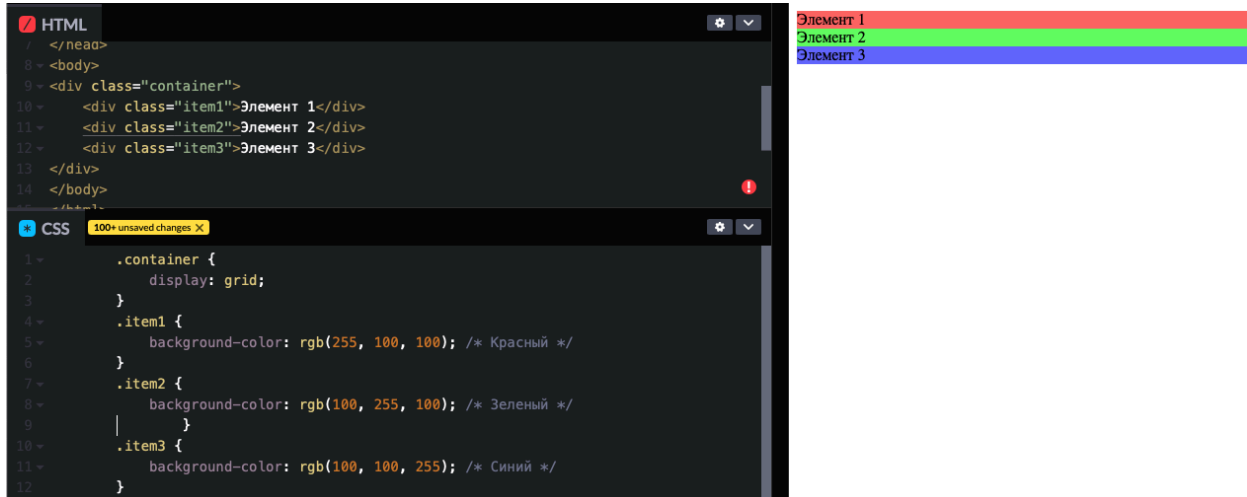 HTML
7 </head>
8 <body>
9 <div class="container">
10 <div class="item1">Элемент 1</div>
11 <div class="item2">Элемент 2</div>
12 <div class="item3">Элемент 3</div>
13 </div>
14 </body>
15 </html>
CSS 100+ unsaved changes X
1 .container {
2 display: grid;
3 }
4 .item1 {
5 background-color: rgb(255, 100, 100); /* Красный */
6 }
7 .item2 {
8 background-color: rgb(100, 255, 100); /* Зеленый */
9 }
10 .item3 {
11 background-color: rgb(100, 100, 255); /* Синий */
12 }
Элемент 1
Элемент 2
Элемент 3